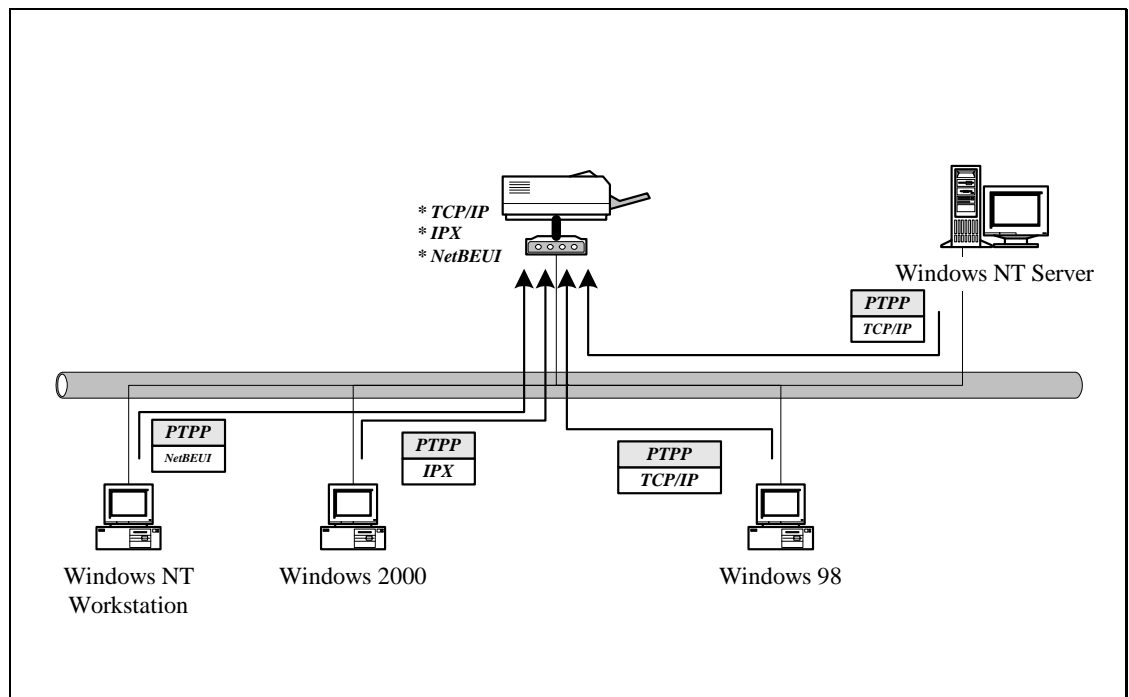 * TCP/IP
* IPX
* NetBEUI
Windows NT Server
PTPP
TCP/IP
PTPP
NetBEUI
PTPP
IPX
PTPP
TCP/IP
Windows NT
Workstation
Windows 2000
Windows 98